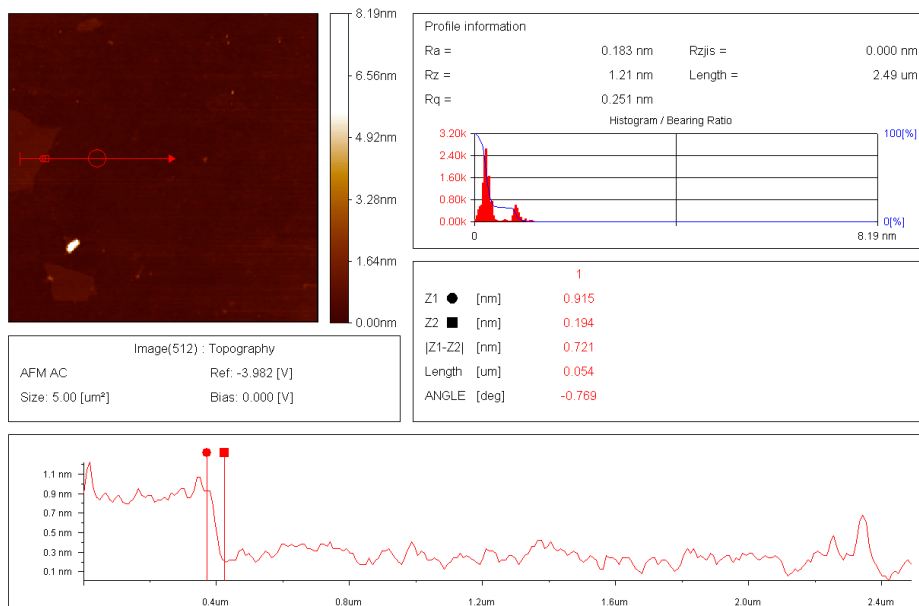 8.19nm
6.56nm
4.92nm
3.28nm
1.64nm
0.00nm
Profile information
Ra = 0.183 nm Rzjis = 0.000 nm
Rz = 1.21 nm Length = 2.49 um
Rq = 0.251 nm
Histogram / Bearing Ratio
3.20k 100[%]
2.40k
1.60k
0.80k
0.00k 0[%]
0 8.19 nm
1
Z1 ● [nm] 0.915
Z2 ■ [nm] 0.194
|Z1-Z2| [nm] 0.721
Length [um] 0.054
ANGLE [deg] -0.769
Image(512) : Topography
AFM AC Ref: -3.982 [V]
Size: 5.00 [um²] Bias: 0.000 [V]
1.1 nm
0.9 nm
0.7 nm
0.5 nm
0.3 nm
0.1 nm
0.4um 0.8um 1.2um 1.6um 2.0um 2.4um